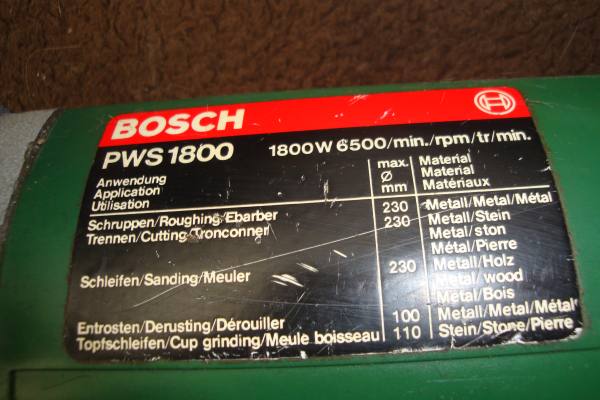 BOSCH
PWS 1800 1800W 6500/min./rpm/tr/min.
Anwendung
Application
Utilisation
max. Ø mm
Material
Material
Matériaux
Schruppen/Roughing/Ebarber 230 Metall/Metal/Métal
Trennen/Cutting/Tronconner 230 Metall/Stein
Metal/ston
Métal/Pierre
Schleifen/Sanding/Meuler 230 Metall/Holz
Metal/wood
Métal/Bois
Entrosten/Derusting/Dérouiller 100 Metall/Metal/Métal
Topfschleifen/Cup grinding/Meule boisseau 110 Stein/Stone/Pierre